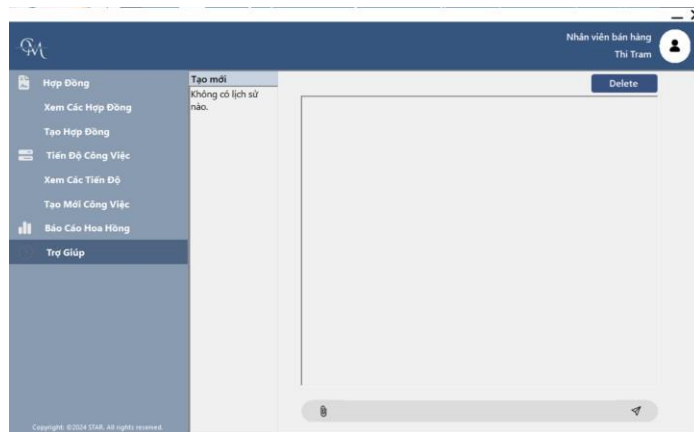 CM
Nhân viên bán hàng
Thi Tram
Hợp Đồng
Xem Các Hợp Đồng
Tạo Hợp Đồng
Tiến Độ Công Việc
Xem Các Tiến Độ
Tạo Mới Công Việc
Báo Cáo Hoa Hồng
Trợ Giúp
Copyright: ©2024 STAR. All rights reserved.
Tạo mới
Không có lịch sử
nào.
Delete